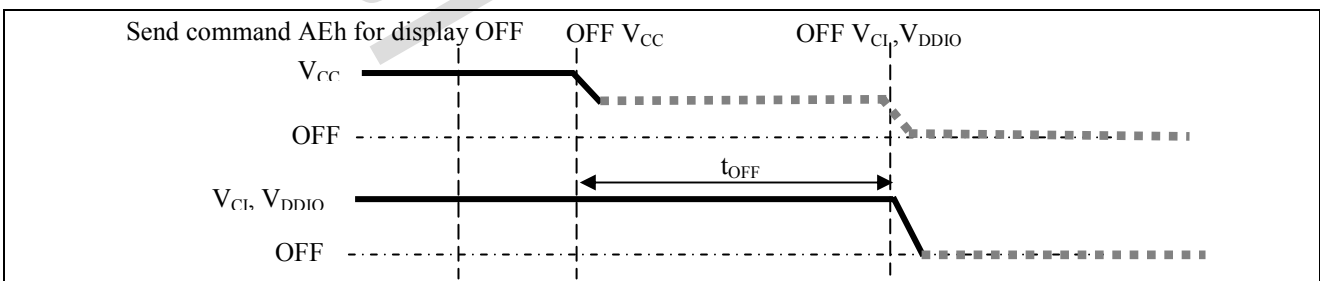 Send command AEh for display OFF OFF VCC OFF VCI ,VDDIO
VCC
OFF
tOFF
VCI, VDDIO
OFF